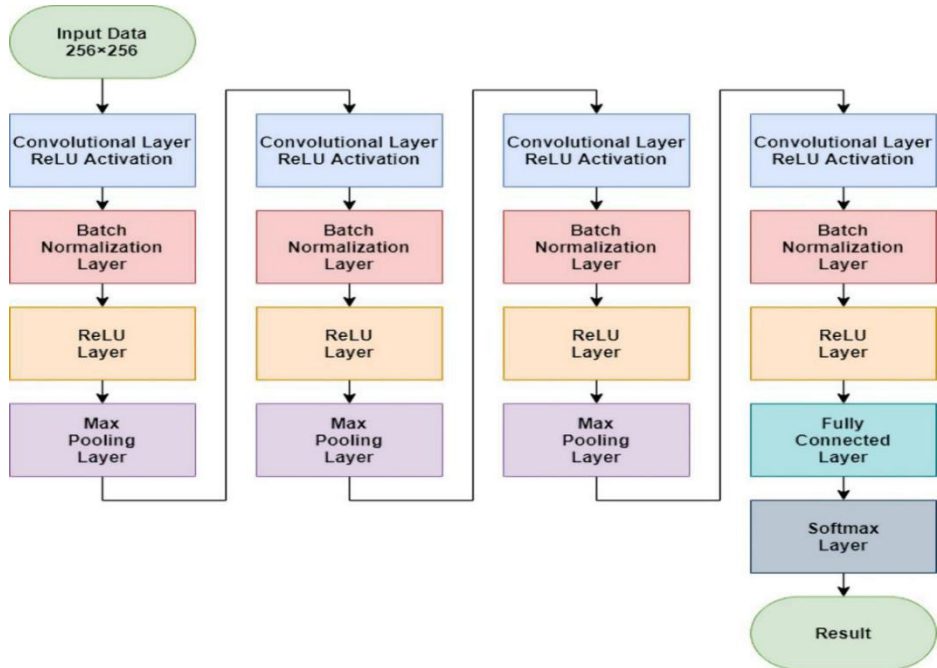 Input Data
256×256
Convolutional Layer
ReLU Activation
Batch
Normalization
Layer
ReLU
Layer
Max
Pooling
Layer
Convolutional Layer
ReLU Activation
Batch
Normalization
Layer
ReLU
Layer
Max
Pooling
Layer
Convolutional Layer
ReLU Activation
Batch
Normalization
Layer
ReLU
Layer
Max
Pooling
Layer
Convolutional Layer
ReLU Activation
Batch
Normalization
Layer
ReLU
Layer
Fully
Connected
Layer
Softmax
Layer
Result